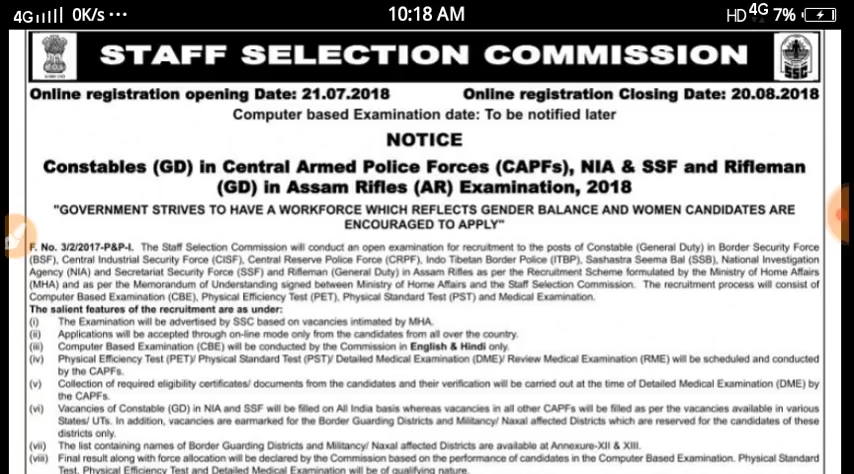 4G 0K/s ... 10:18 AM HD 4G 7%
STAFF SELECTION COMMISSION
SSC
Online registration opening Date: 21.07.2018 Online registration Closing Date: 20.08.2018
Computer based Examination date: To be notified later
NOTICE
Constables (GD) in Central Armed Police Forces (CAPFs), NIA & SSF and Rifleman
(GD) in Assam Rifles (AR) Examination, 2018
"GOVERNMENT STRIVES TO HAVE A WORKFORCE WHICH REFLECTS GENDER BALANCE AND WOMEN CANDIDATES ARE
ENCOURAGED TO APPLY"
F. No. 3/2/2017-P&P-I. The Staff Selection Commission will conduct an open examination for recruitment to the posts of Constable (General Duty) in Border Security Force
(BSF), Central Industrial Security Force (CISF), Central Reserve Police Force (CRPF), Indo Tibetan Border Police (ITBP), Sashastra Seema Bal (SSB), National Investigation
Agency (NIA) and Secretariat Security Force (SSF) and Rifleman (General Duty) in Assam Rifles as per the Recruitment Scheme formulated by the Ministry of Home Affairs
(MHA) and as per the Memorandum of Understanding signed between Ministry of Home Affairs and the Staff Selection Commission. The recruitment process will consist of
Computer Based Examination (CBE), Physical Efficiency Test (PET), Physical Standard Test (PST) and Medical Examination.
The salient features of the recruitment are as under:
(i) The Examination will be advertised by SSC based on vacancies intimated by MHA.
(ii) Applications will be accepted through on-line mode only from the candidates from all over the country.
(iii) Computer Based Examination (CBE) will be conducted by the Commission in English & Hindi only.
(iv) Physical Efficiency Test (PET)/ Physical Standard Test (PST)/ Detailed Medical Examination (DME)/ Review Medical Examination (RME) will be scheduled and conducted
by the CAPFs.
(v) Collection of required eligibility certificates/ documents from the candidates and their verification will be carried out at the time of Detailed Medical Examination (DME) by
the CAPFs.
(vi) Vacancies of Constable (GD) in NIA and SSF will be filled on All India basis whereas vacancies in all other CAPFs will be filled as per the vacancies available in various
States/ UTs. In addition, vacancies are earmarked for the Border Guarding Districts and Militancy/ Naxal affected Districts which are reserved for the candidates of these
districts only.
(vii) The list containing names of Border Guarding Districts and Militancy/ Naxal affected Districts are available at Annexure-XII & XIII.
(viii) Final result along with force allocation will be declared by the Commission based on the performance of candidates in the Computer Based Examination. Physical Standard
Test, Physical Efficiency Test and Detailed Medical Examination will be of qualifying nature.